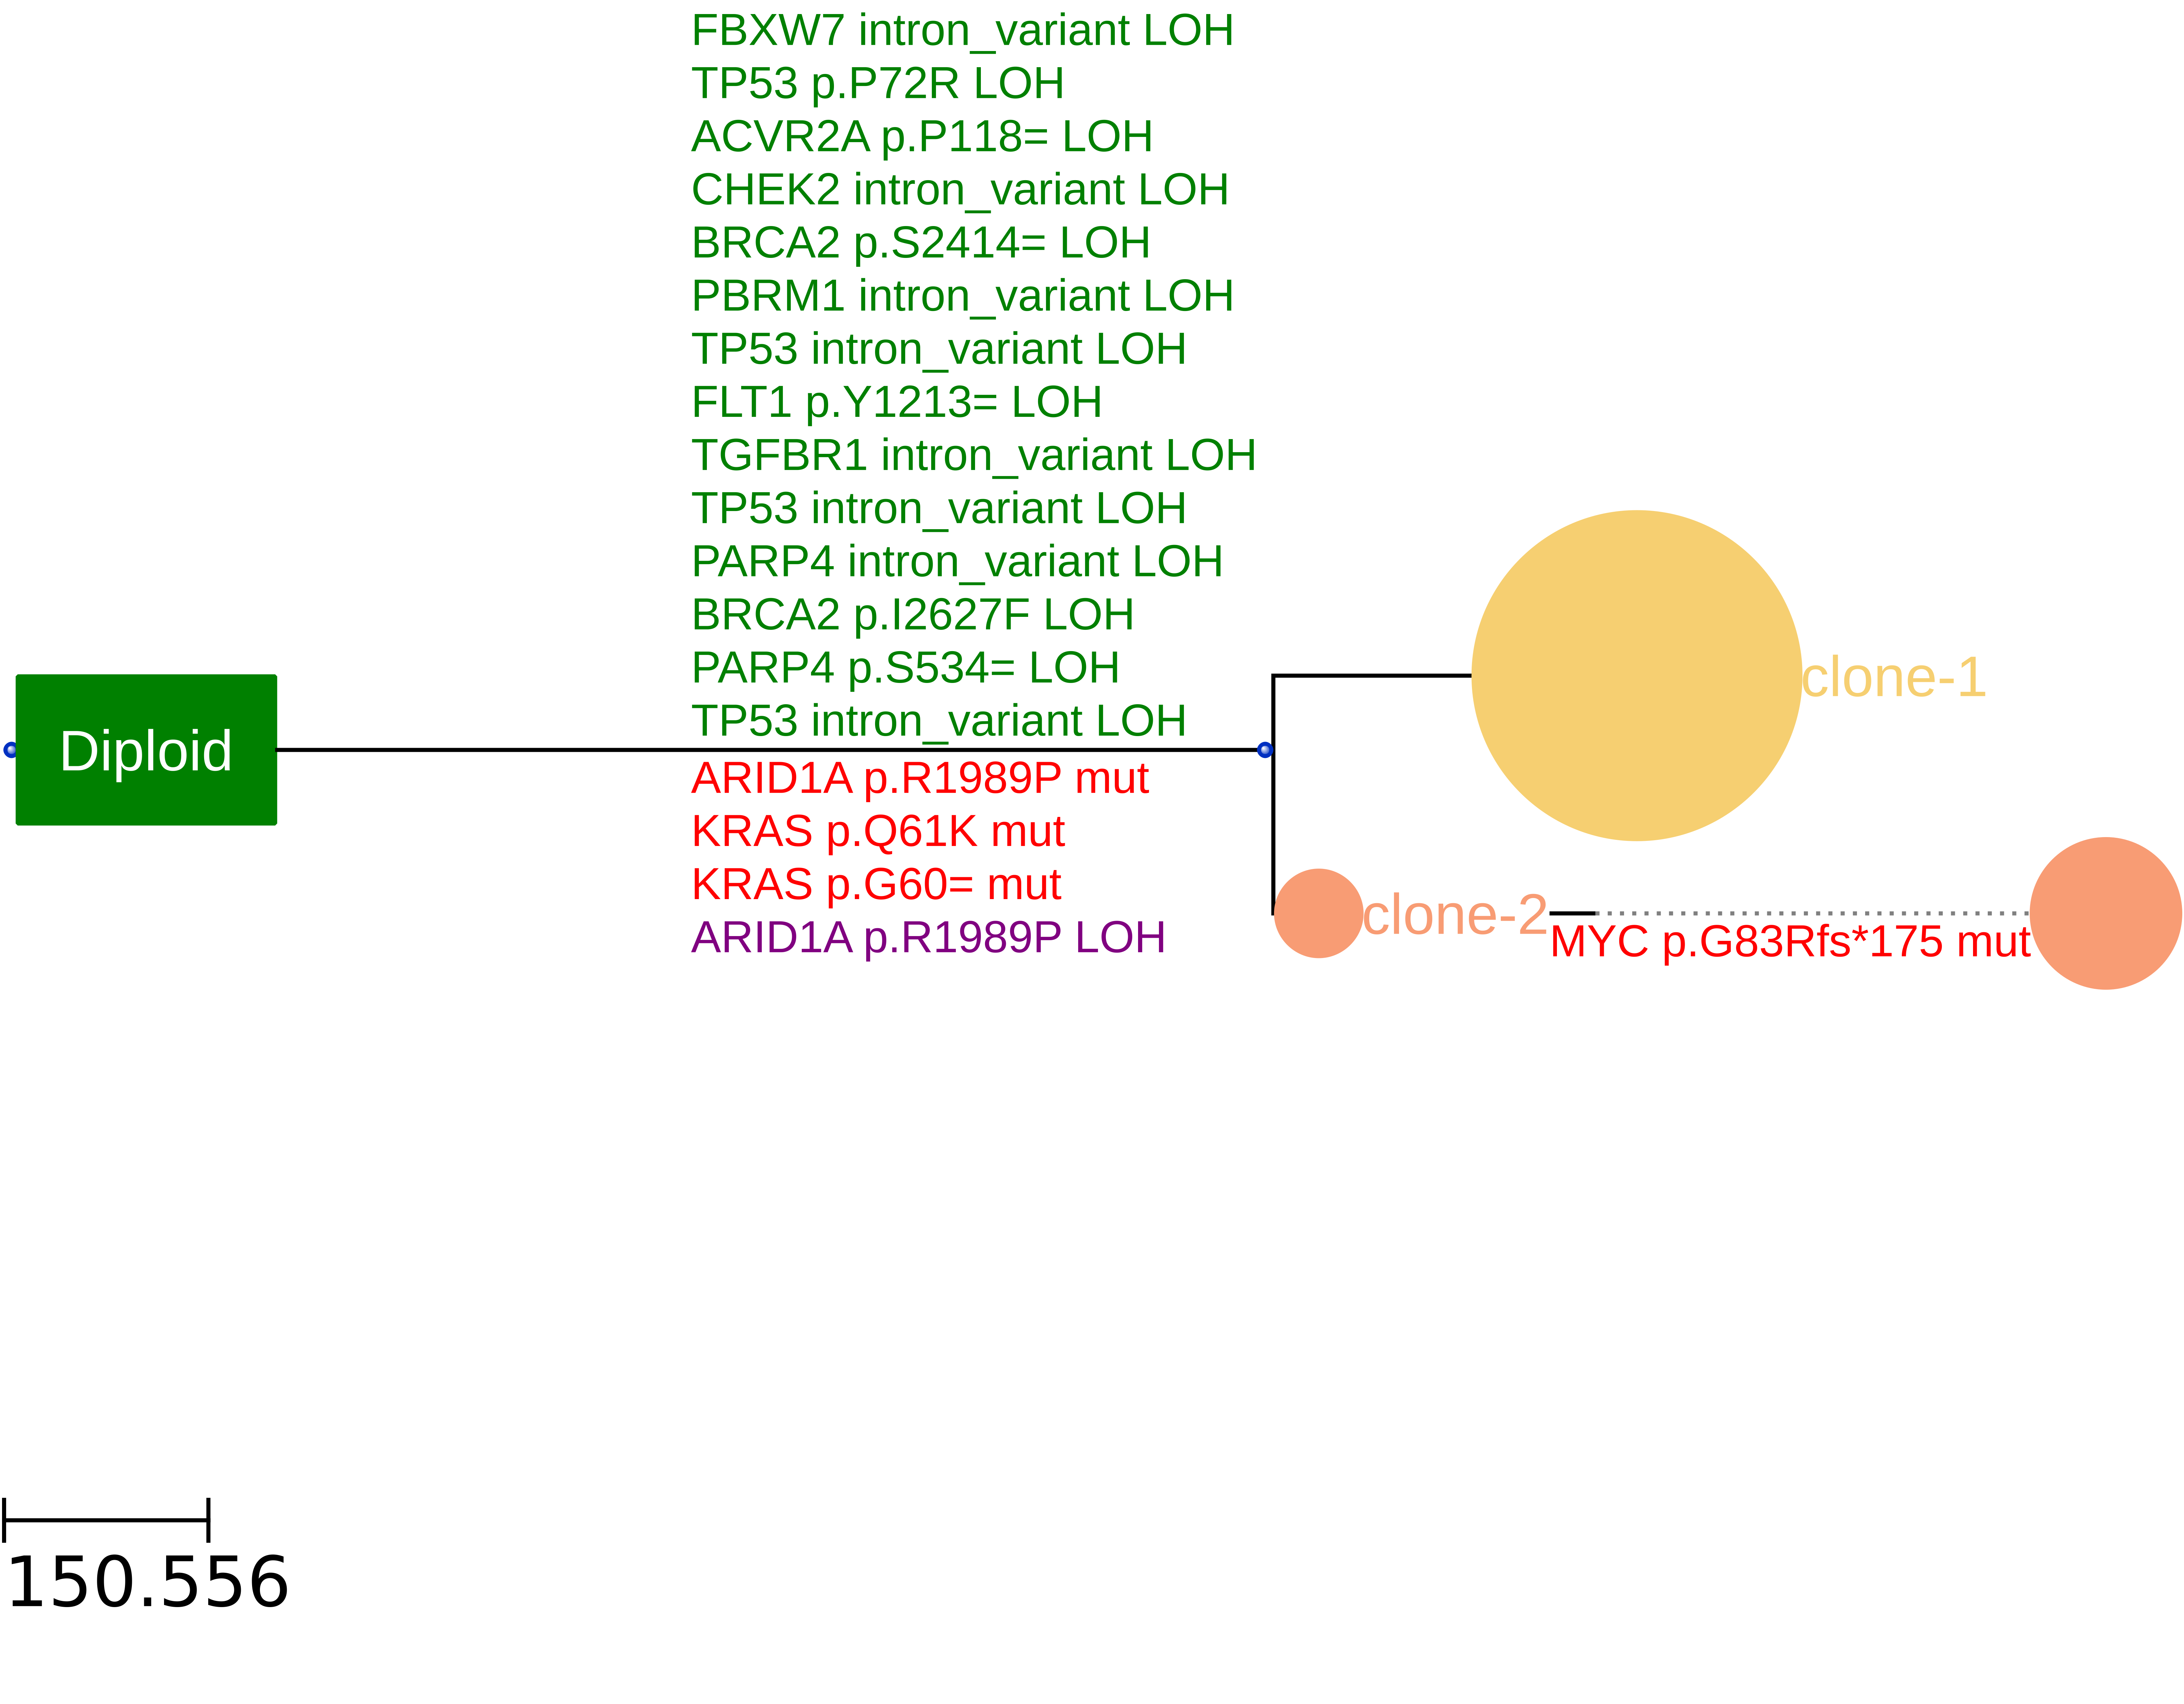 FBXW7 intron_variant LOH
TP53 p.P72R LOH
ACVR2A p.P118= LOH
CHEK2 intron_variant LOH
BRCA2 p.S2414= LOH
PBRM1 intron_variant LOH
TP53 intron_variant LOH
FLT1 p.Y1213= LOH
TGFBR1 intron_variant LOH
TP53 intron_variant LOH
PARP4 intron_variant LOH
BRCA2 p.I2627F LOH
PARP4 p.S534= LOH
TP53 intron_variant LOH
Diploid
ARID1A p.R1989P mut
KRAS p.Q61K mut
KRAS p.G60= mut
ARID1A p.R1989P LOH
clone-1
clone-2
MYC p.G83Rfs*175 mut
150.556